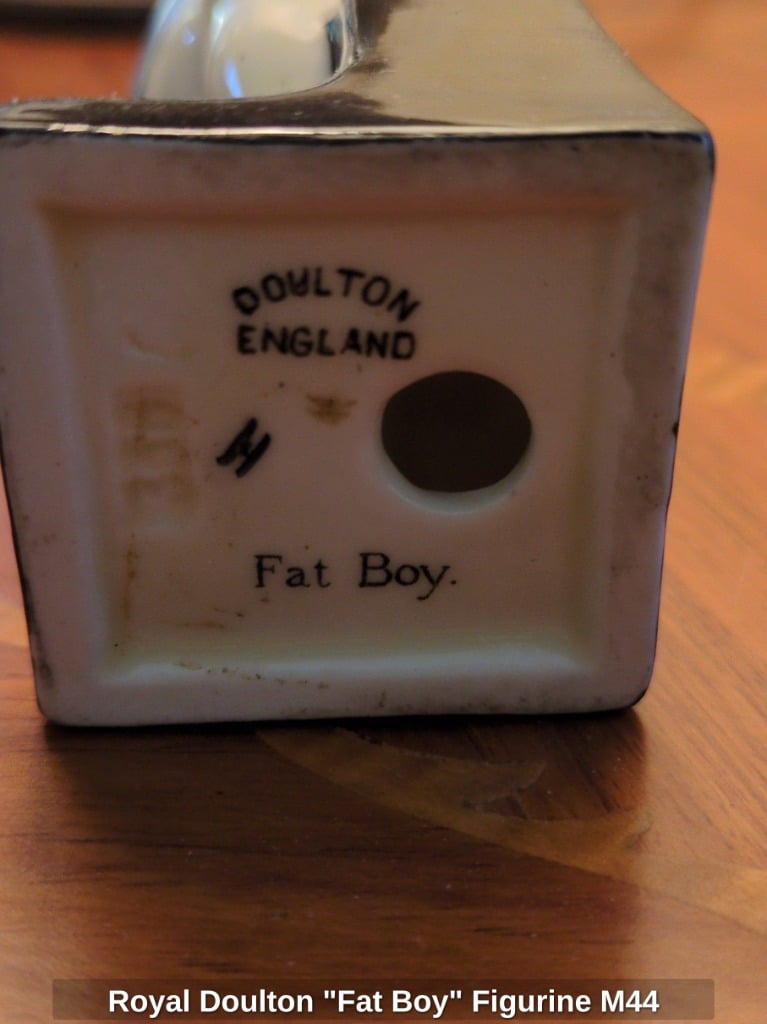 DOULTON
ENGLAND
Fat Boy.
Royal Doulton "Fat Boy" Figurine M44